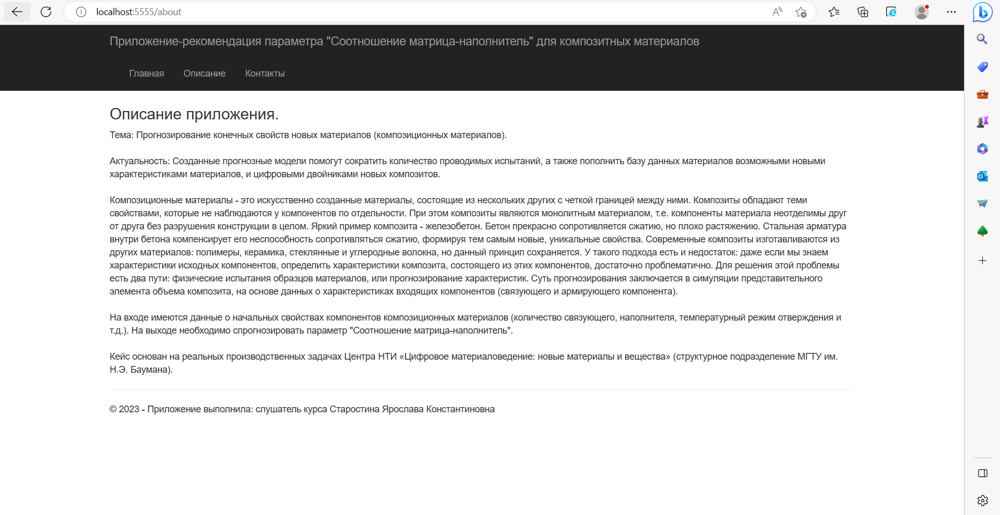 localhost:5555/about
Приложение-рекомендация параметра "Соотношение матрица-наполнитель" для композитных материалов
Главная Описание Контакты
Описание приложения.
Тема: Прогнозирование конечных свойств новых материалов (композиционных материалов).
Актуальность: Созданные прогнозные модели помогут сократить количество проводимых испытаний, а также пополнить базу данных материалов возможными новыми
характеристиками материалов, и цифровыми двойниками новых композитов.
Композиционные материалы - это искусственно созданные материалы, состоящие из нескольких других с четкой границей между ними. Композиты обладают теми
свойствами, которые не наблюдаются у компонентов по отдельности. При этом композиты являются монолитным материалом, т.е. компоненты материала неотделимы друг
от друга без разрушения конструкции в целом. Яркий пример композита - железобетон. Бетон прекрасно сопротивляется сжатию, но плохо растяжению. Стальная арматура
внутри бетона компенсирует его неспособность сопротивляться сжатию, формируя тем самым новые, уникальные свойства. Современные композиты изготавливаются из
других материалов: полимеры, керамика, стеклянные и углеродные волокна, но данный принцип сохраняется. У такого подхода есть и недостаток: даже если мы знаем
характеристики исходных компонентов, определить характеристики композита, состоящего из этих компонентов, достаточно проблематично. Для решения этой проблемы
есть два пути: физические испытания образцов материалов, или прогнозирование характеристик. Суть прогнозирования заключается в симуляции представительного
элемента объема композита, на основе данных о характеристиках входящих компонентов (связующего и армирующего компонента).
На входе имеются данные о начальных свойствах компонентов композиционных материалов (количество связующего, наполнителя, температурный режим отверждения и
т.д.). На выходе необходимо спрогнозировать параметр "Соотношение матрица-наполнитель".
Кейс основан на реальных производственных задачах Центра НТИ «Цифровое материаловедение: новые материалы и вещества» (структурное подразделение МГТУ им.
Н.Э. Баумана).
© 2023 - Приложение выполнила: слушатель курса Старостина Ярослава Константиновна